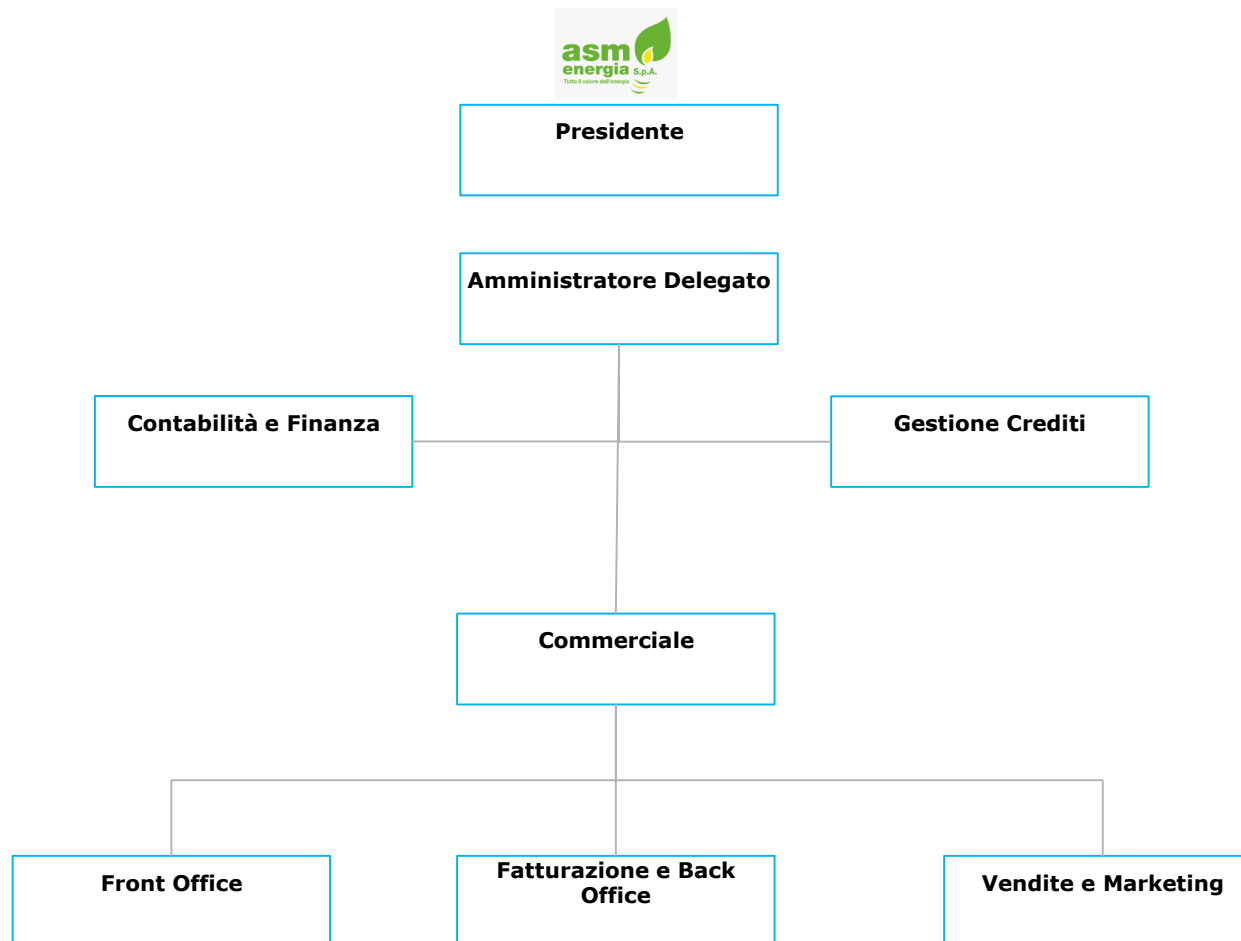 asm
energia S.p.A.
Tutto il valore dell'energia
Presidente
Amministratore Delegato
Contabilità e Finanza
Gestione Crediti
Commerciale
Front Office
Fatturazione e Back
Office
Vendite e Marketing